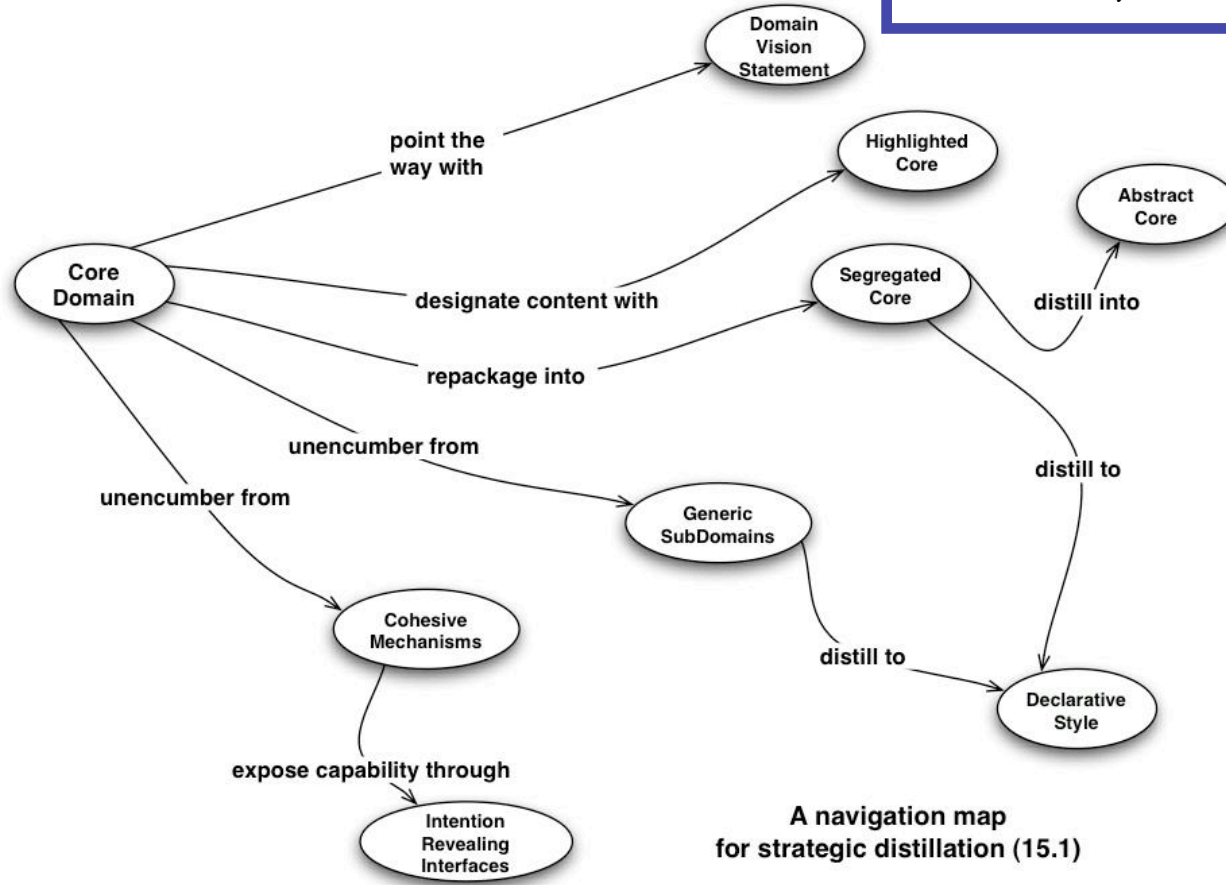 Domain
Vision
Statement
point the
way with
Highlighted
Core
Abstract
Core
Core
Domain
Segregated
Core
designate content with
distill into
repackage into
unencumber from
distill to
unencumber from
Generic
SubDomains
Cohesive
Mechanisms
distill to
Declarative
Style
expose capability through
Intention
Revealing
Interfaces
A navigation map
for strategic distillation (15.1)